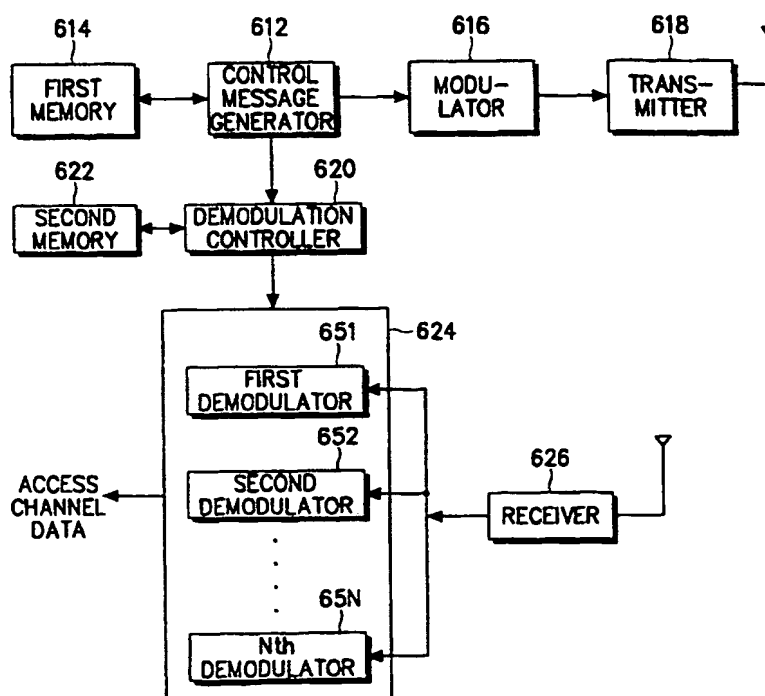 614
612
616
618
FIRST
MEMORY
CONTROL
MESSAGE
GENERATOR
MODU-
LATOR
TRANS-
MITTER
622
620
SECOND
MEMORY
DEMODULATION
CONTROLLER
624
651
FIRST
DEMODULATOR
652
SECOND
DEMODULATOR
ACCESS
CHANNEL
DATA
626
RECEIVER
65N
Nth
DEMODULATOR